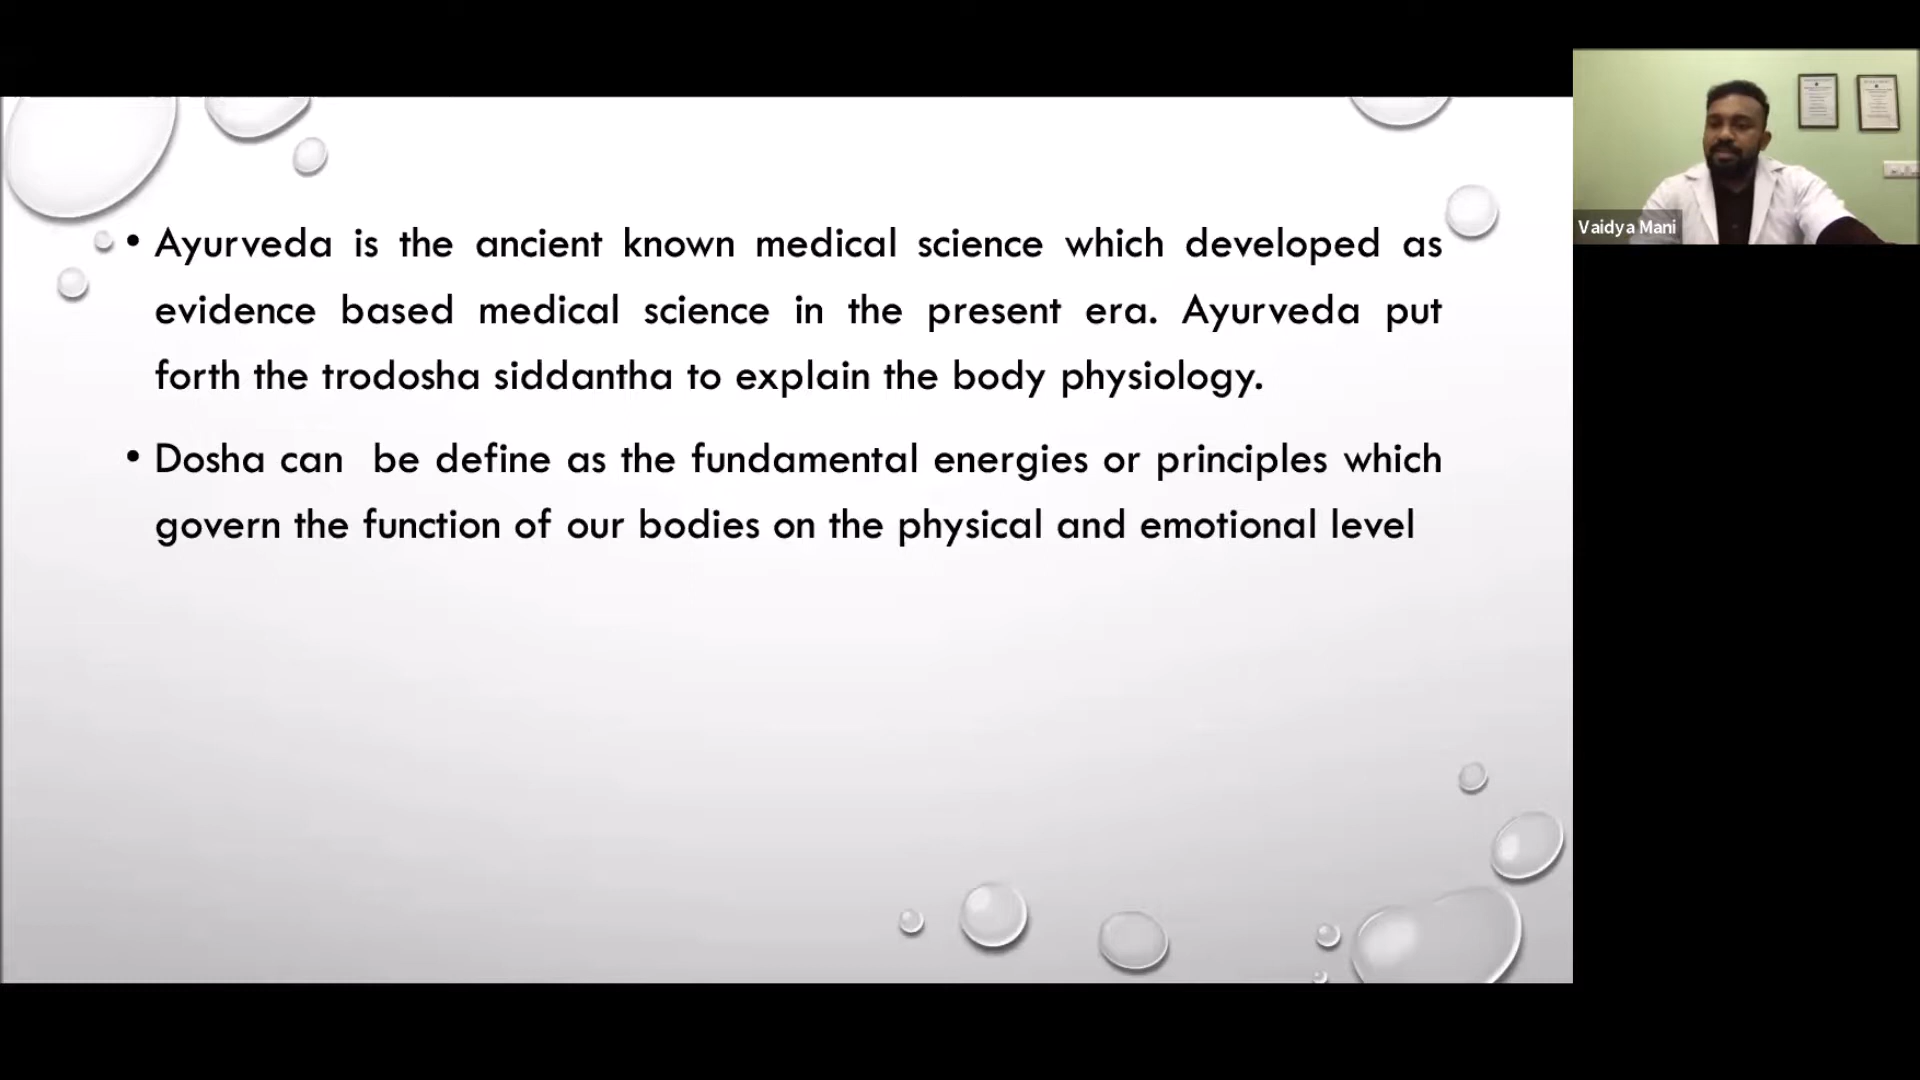 • Ayurveda is the ancient known medical science which developed as
evidence based medical science in the present era. Ayurveda put
forth the trodosha siddantha to explain the body physiology.
• Dosha can be define as the fundamental energies or principles which
govern the function of our bodies on the physical and emotional level
Vaidya Mani